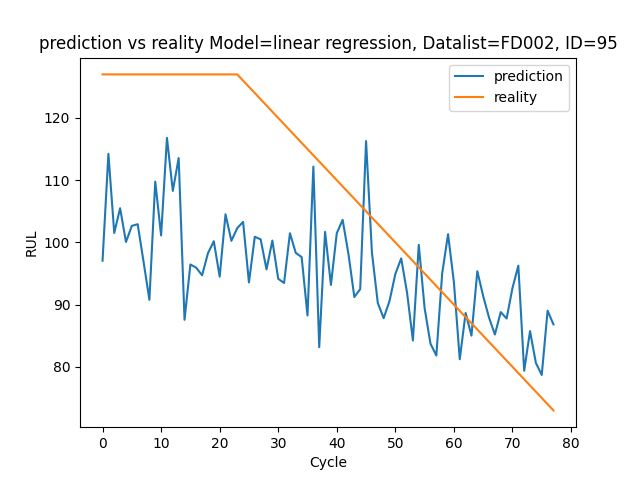 prediction vs reality Model=linear regression, Datalist=FD002, ID=95
prediction
reality
120
110
100
90
80
RUL
0 10 20 30 40 50 60 70 80
Cycle